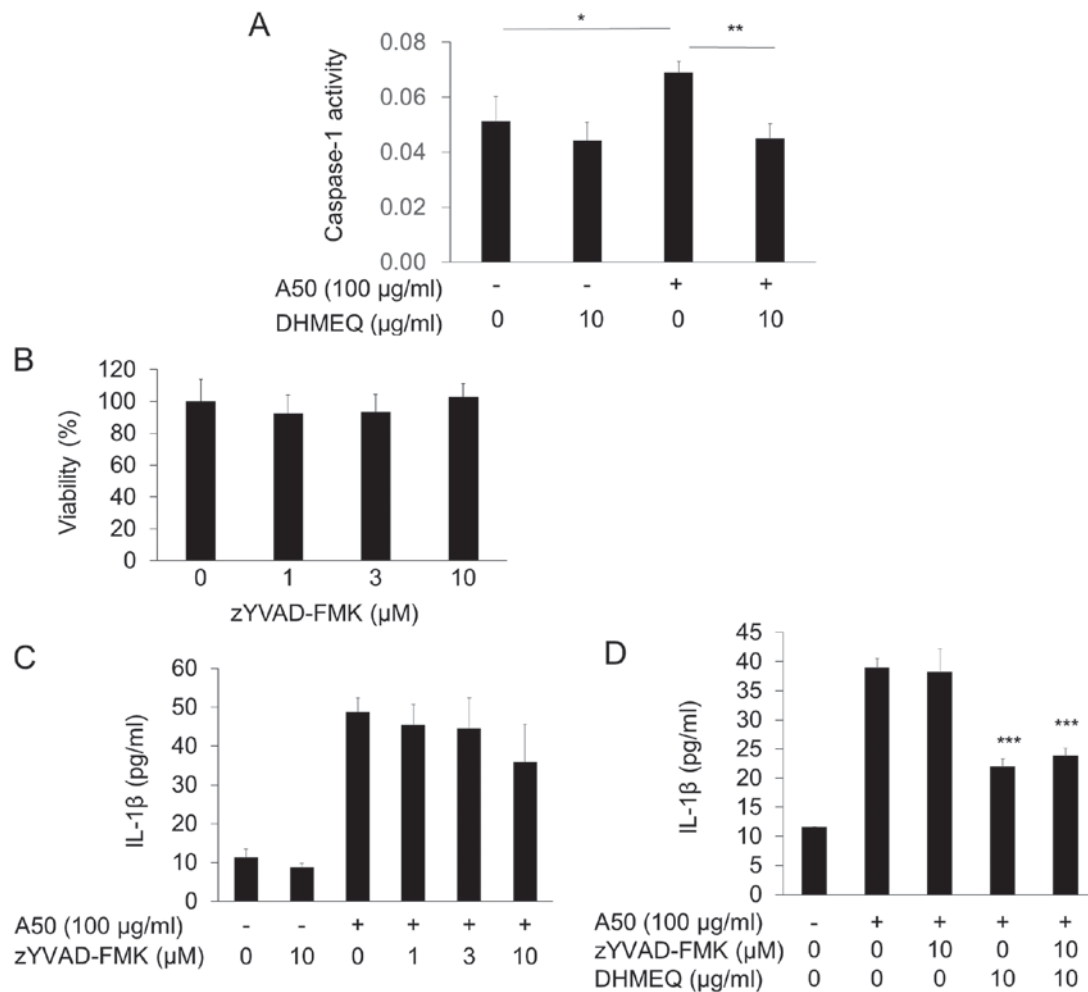 A
* **
0.08
0.06
0.04
0.02
0.00
Caspase-1 activity
A50 (100 µg/ml) - - + +
DHMEQ (µg/ml) 0 10 0 10
B
120
100
80
60
40
20
0
Viability (%)
0 1 3 10
zYVAD-FMK (µM)
C
60
50
40
30
20
10
0
IL-1β (pg/ml)
A50 (100 µg/ml) - - + + + +
zYVAD-FMK (µM) 0 10 0 1 3 10
D
45
40
35
30
25
20
15
10
5
0
IL-1β (pg/ml)
*** ***
A50 (100 µg/ml) - + + + +
zYVAD-FMK (µM) 0 0 10 0 10
DHMEQ (µg/ml) 0 0 0 10 10